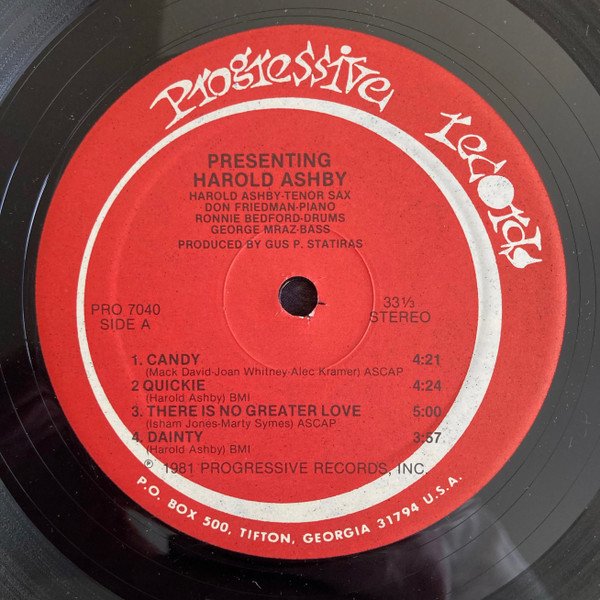 Progressive records
PRESENTING
HAROLD ASHBY
HAROLD ASHBY-TENOR SAX
DON FRIEDMAN-PIANO
RONNIE BEDFORD-DRUMS
GEORGE MRAZ-BASS
PRODUCED BY GUS P. STATIRAS
PRO 7040
SIDE A
33⅓
STEREO
1. CANDY 4:21
(Mack David-Joan Whitney-Alec Kramer) ASCAP
2 QUICKIE 4:24
(Harold Ashby) BMI
3. THERE IS NO GREATER LOVE 5:00
(Isham Jones-Marty Symes) ASCAP
4. DAINTY 3:57
(Harold Ashby) BMI
℗ 1981 PROGRESSIVE RECORDS, INC.
P.O. BOX 500, TIFTON, GEORGIA 31794 U.S.A.